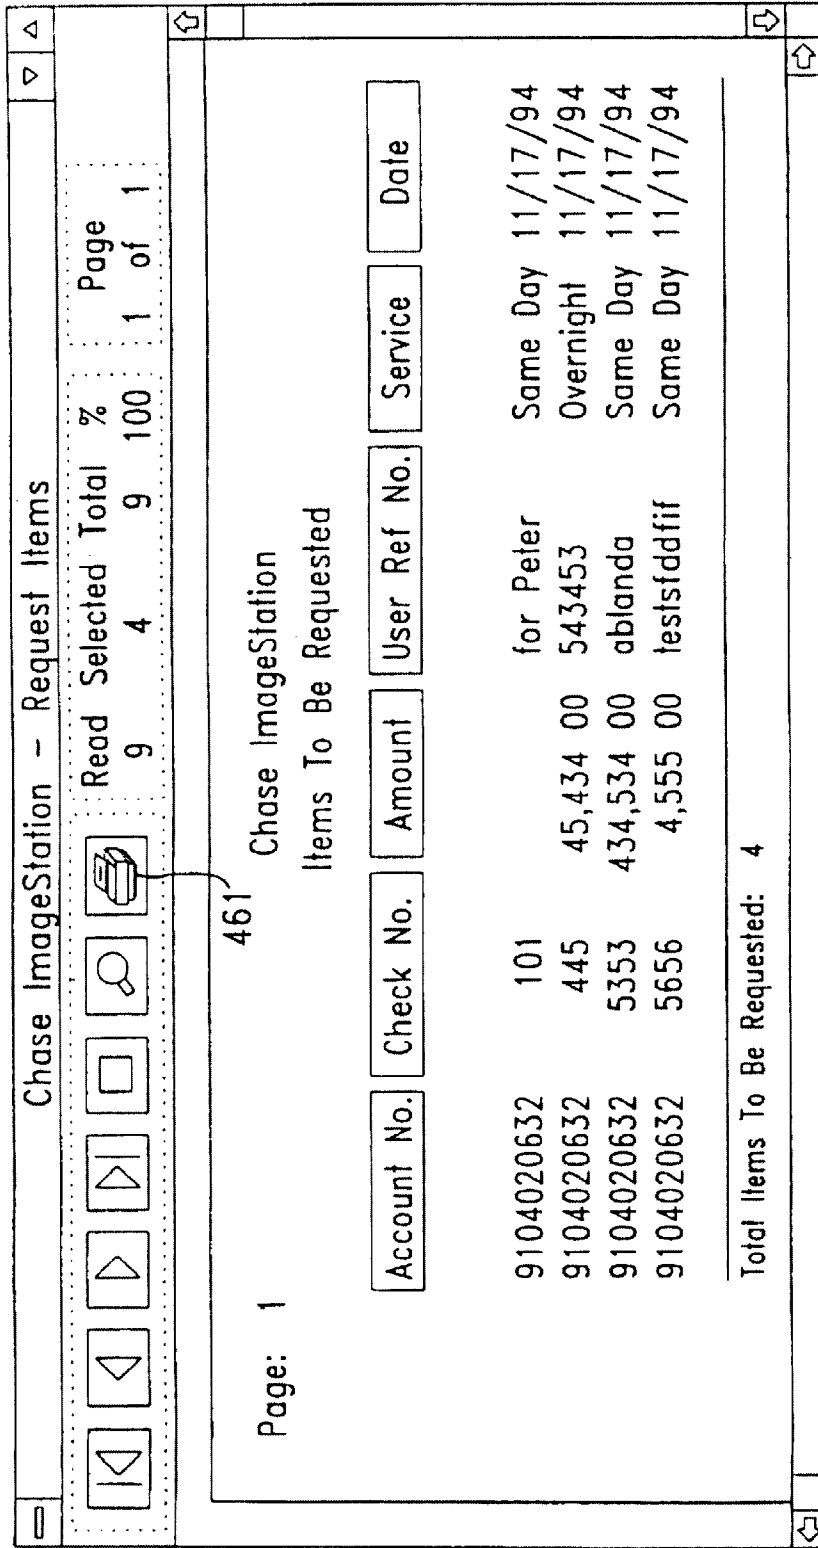 Chase ImageStation – Request Items
Read Selected Total %
9 4 9 100
Page
1 of 1
461
Chase ImageStation
Items To Be Requested
Page: 1
Account No. Check No. Amount User Ref No. Service Date
9104020632 101 for Peter Same Day 11/17/94
9104020632 445 45,434 00 543453 Overnight 11/17/94
9104020632 5353 434,534 00 ablanda Same Day 11/17/94
9104020632 5656 4,555 00 testsfddfif Same Day 11/17/94
Total Items To Be Requested: 4